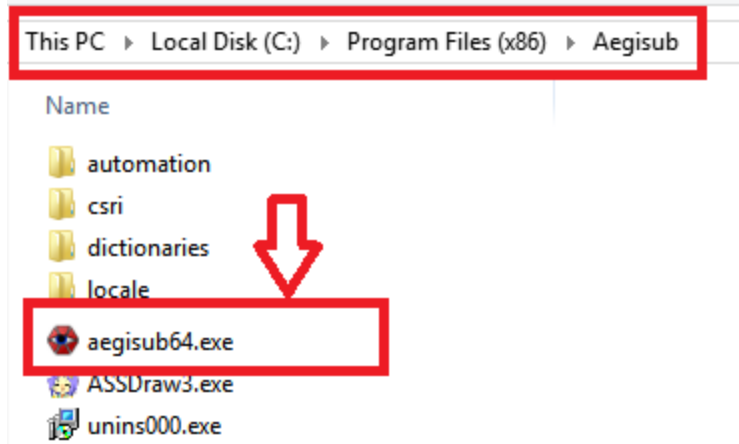 This PC Local Disk (C:) Program Files (x86) Aegisub
Name
automation
csri
dictionaries
locale
aegisub64.exe
ASSDraw3.exe
unins000.exe